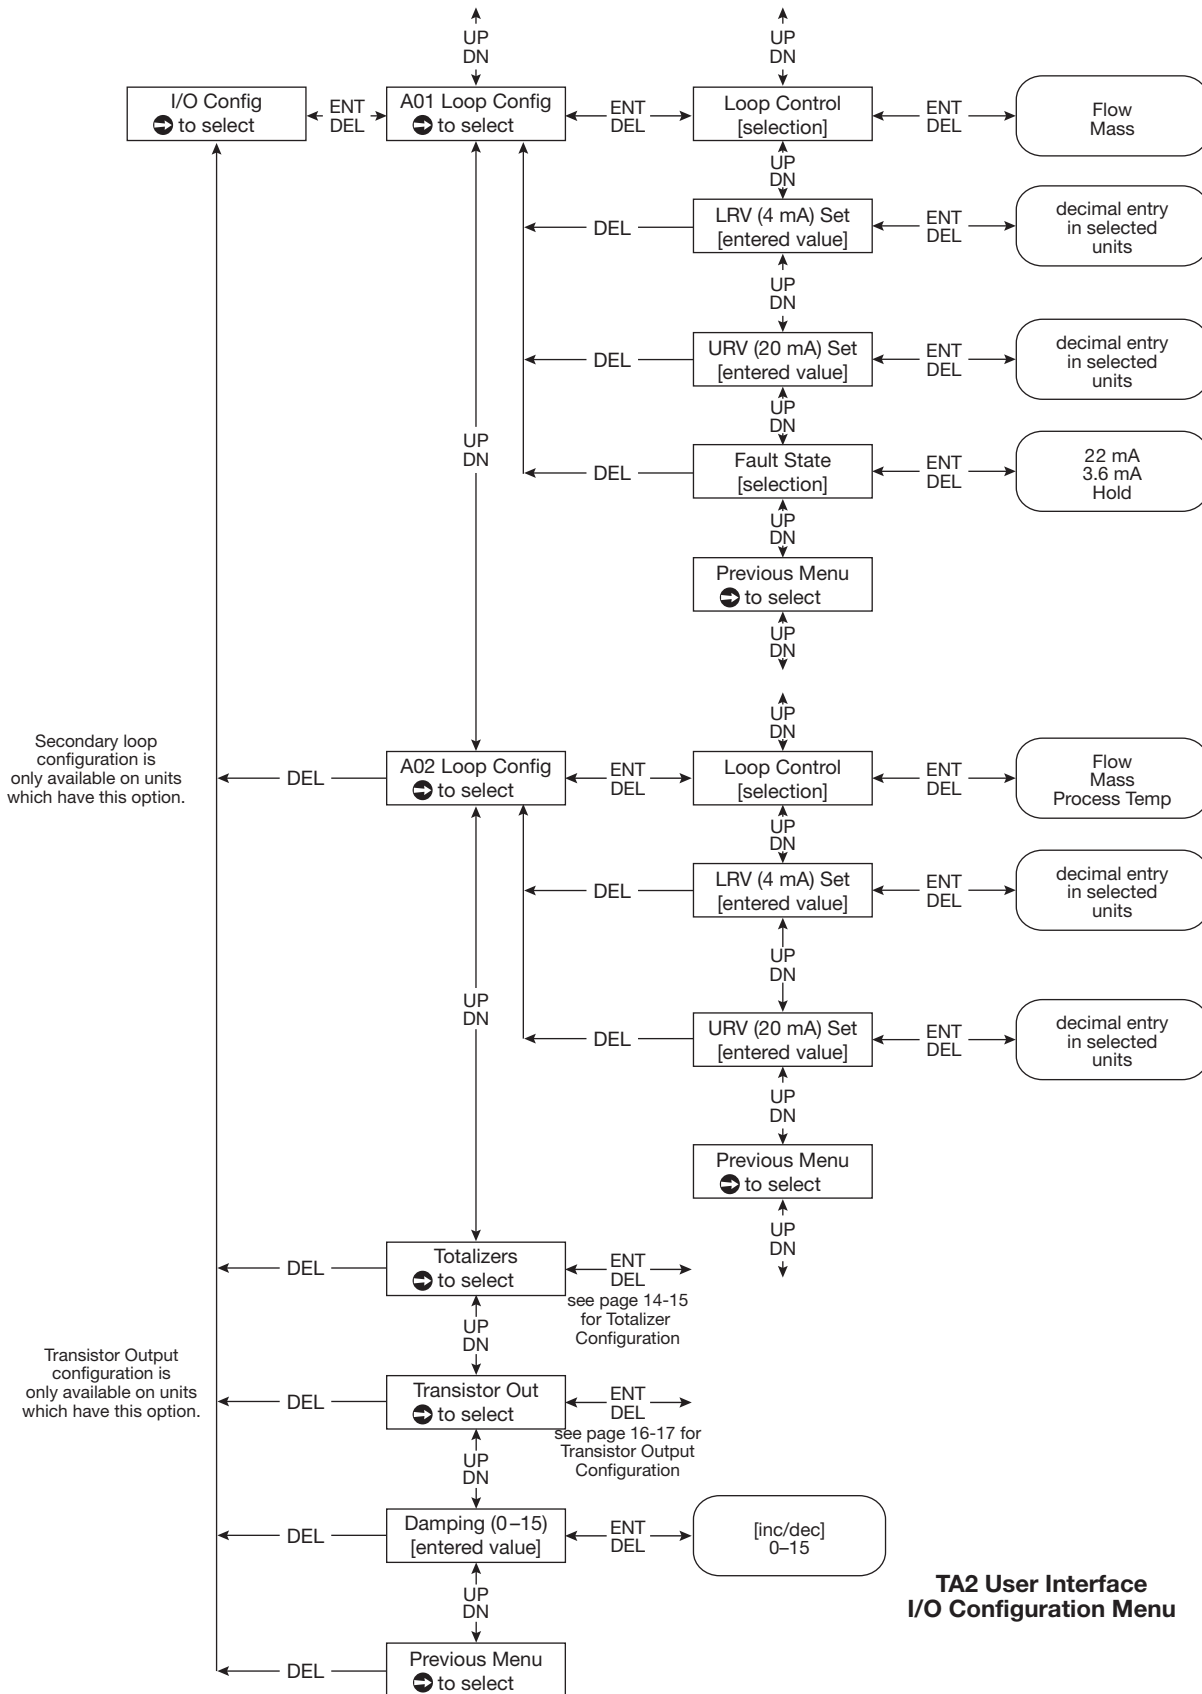 UP
DN
UP
DN
I/O Config
to select
ENT
DEL
A01 Loop Config
to select
ENT
DEL
Loop Control
[selection]
ENT
DEL
Flow
Mass
UP
DN
DEL
LRV (4 mA) Set
[entered value]
ENT
DEL
decimal entry
in selected
units
UP
DN
DEL
URV (20 mA) Set
[entered value]
ENT
DEL
decimal entry
in selected
units
UP
DN
UP
DN
DEL
Fault State
[selection]
ENT
DEL
22 mA
3.6 mA
Hold
UP
DN
Previous Menu
to select
UP
DN
UP
DN
Secondary loop
configuration is
only available on units
which have this option.
DEL
A02 Loop Config
to select
ENT
DEL
Loop Control
[selection]
ENT
DEL
Flow
Mass
Process Temp
UP
DN
DEL
LRV (4 mA) Set
[entered value]
ENT
DEL
decimal entry
in selected
units
UP
DN
UP
DN
DEL
URV (20 mA) Set
[entered value]
ENT
DEL
decimal entry
in selected
units
UP
DN
Previous Menu
to select
UP
DN
DEL
Totalizers
to select
ENT
DEL
see page 14-15
for Totalizer
Configuration
UP
DN
Transistor Output
configuration is
only available on units
which have this option.
DEL
Transistor Out
to select
ENT
DEL
see page 16-17 for
Transistor Output
Configuration
UP
DN
DEL
Damping (0–15)
[entered value]
ENT
DEL
[inc/dec]
0–15
UP
DN
TA2 User Interface
I/O Configuration Menu
DEL
Previous Menu
to select